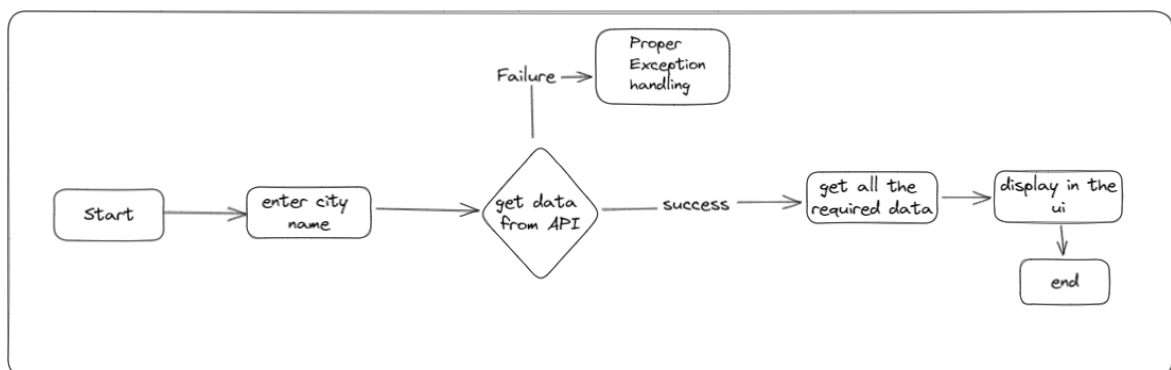 Proper
Exception
handling
Failure
Start
enter city
name
get data
from API
success
get all the
required data
display in the
ui
end